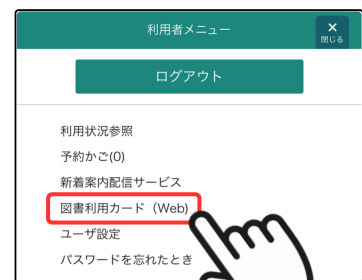 利用者メニュー
×
閉じる
ログアウト
利用状況参照
予約かご(0)
新着案内配信サービス
図書利用カード（Web)
ユーザ設定
パスワードを忘れたとき